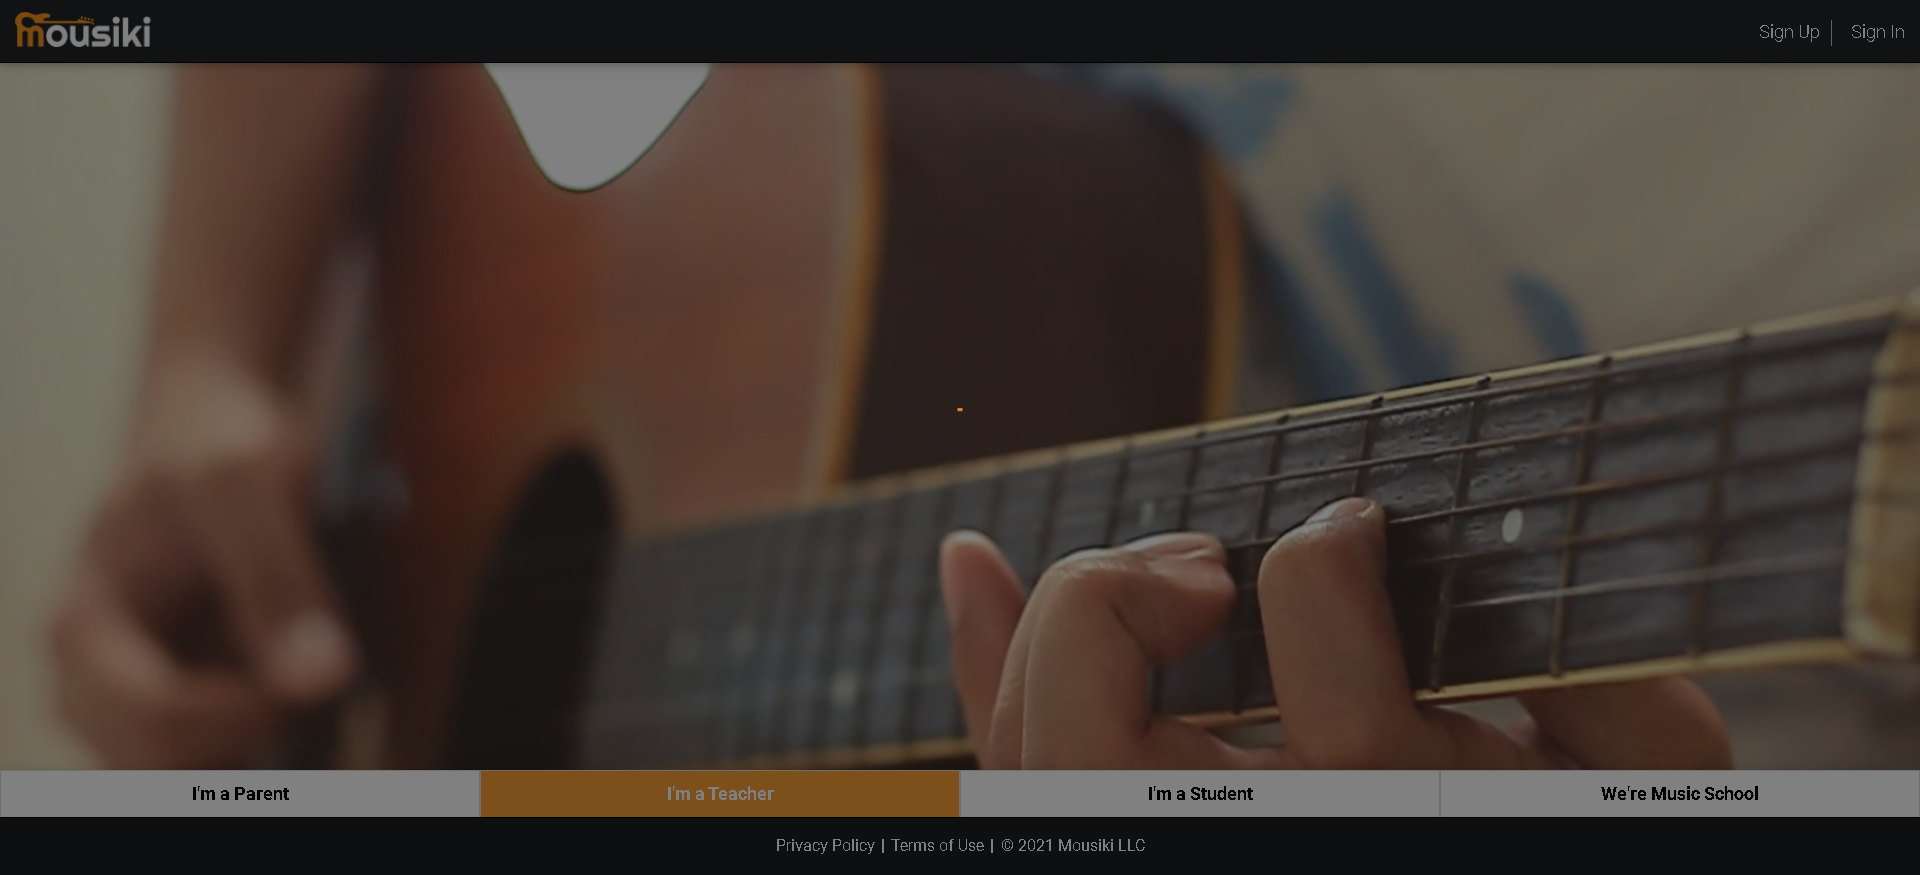 mousiki
Sign Up | Sign In
I'm a Parent
I'm a Teacher
I'm a Student
We're Music School
Privacy Policy | Terms of Use | © 2021 Mousiki LLC